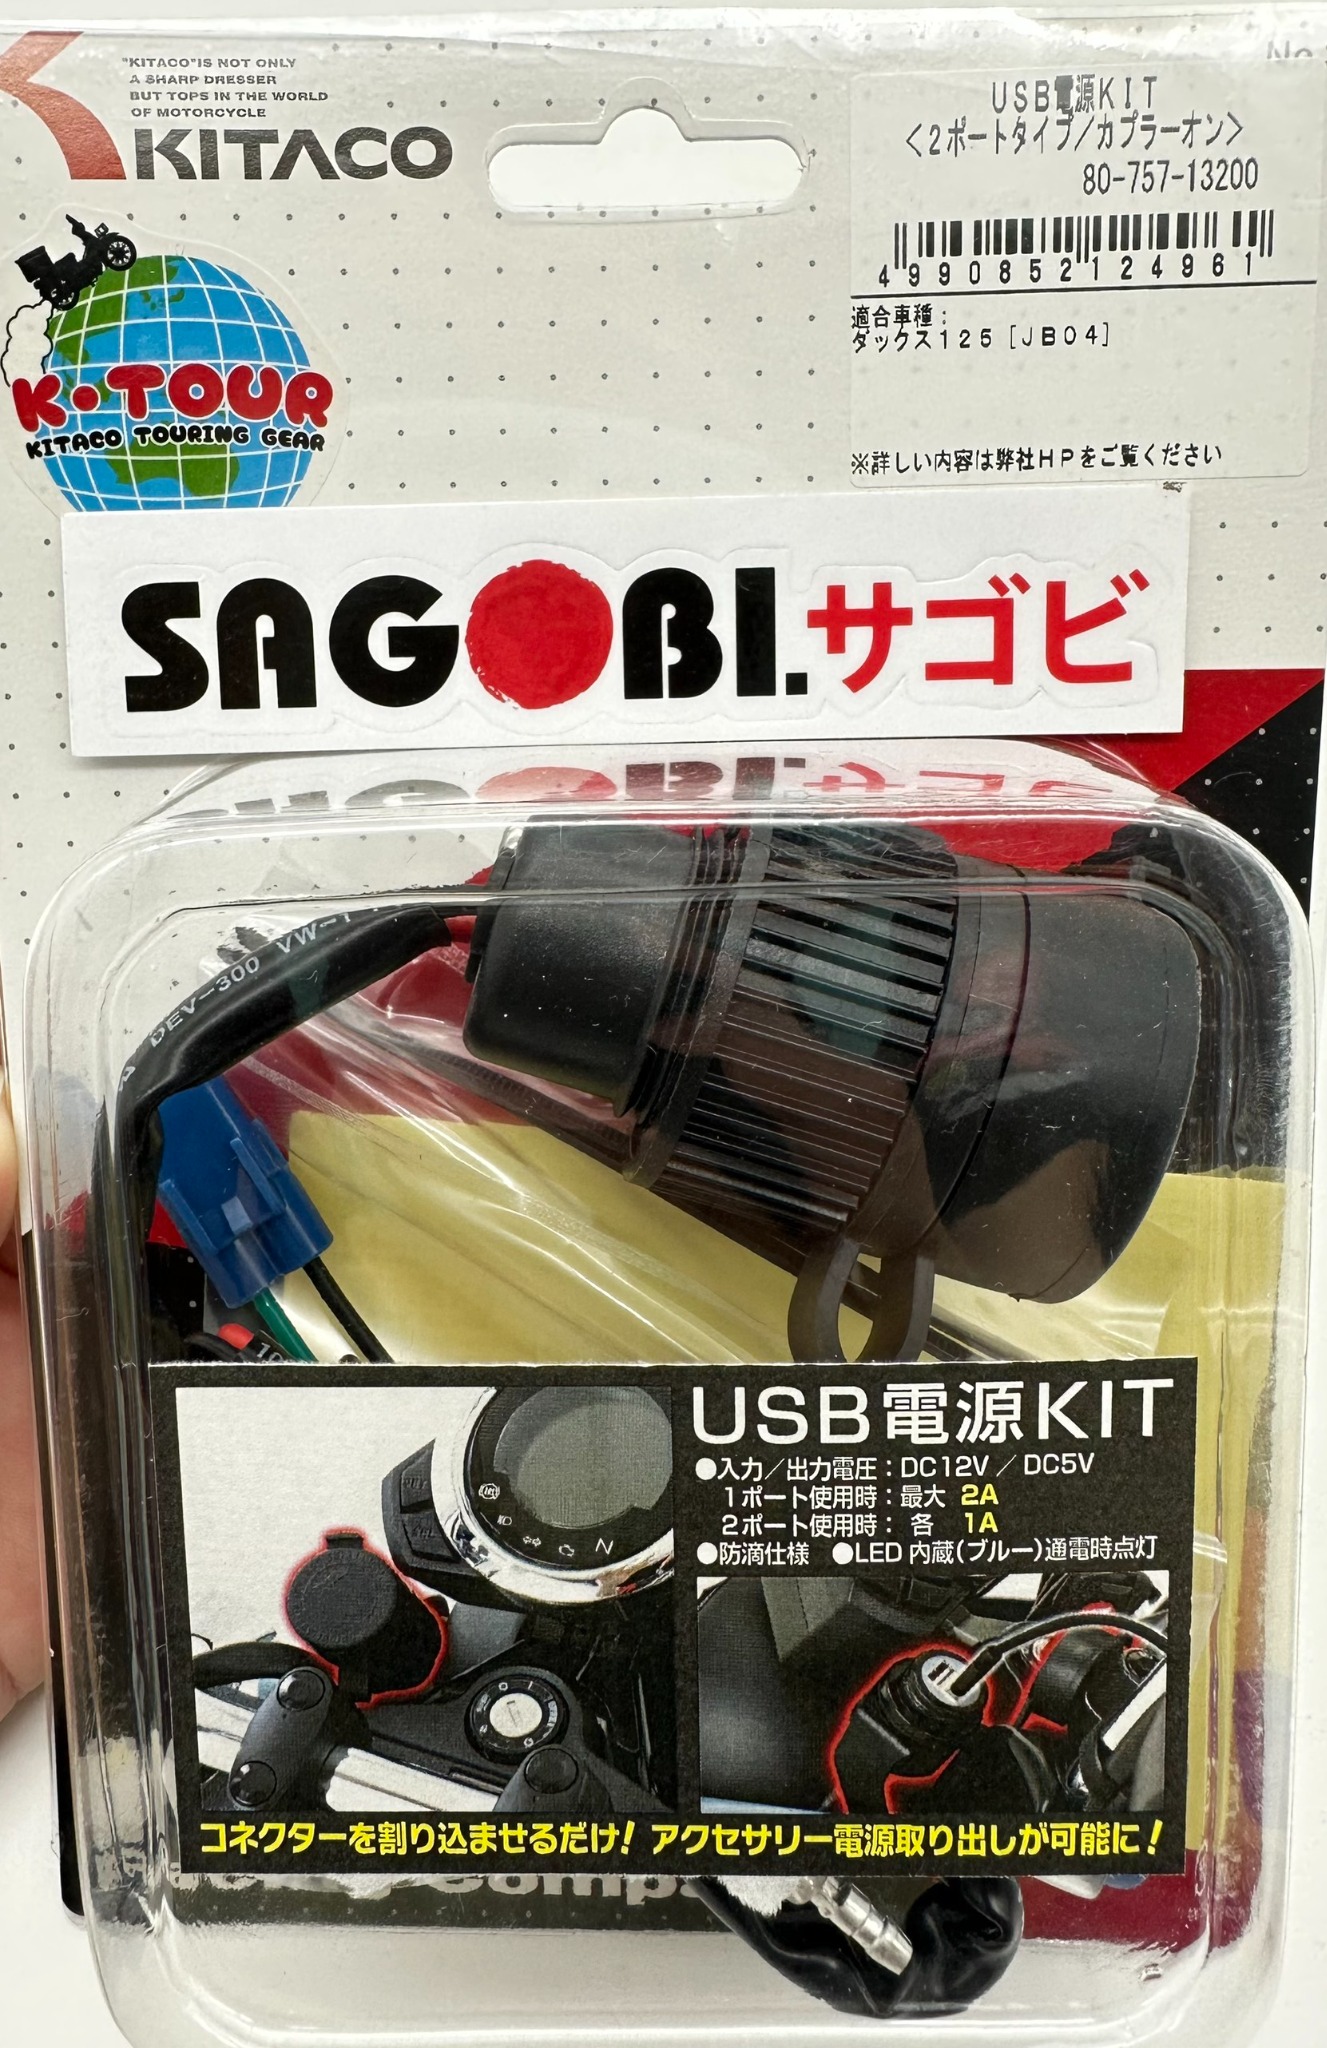 "KITACO" IS NOT ONLY
A SHARP DRESSER
BUT TOPS IN THE WORLD
OF MOTORCYCLE
KITACO
K・TOUR
KITACO TOURING GEAR
No.
USB電源KIT
<2ポートタイプ/カプラーオン>
80-757-13200
4990852124961
適合車種:
ダックス125 [JB04]
※詳しい内容は弊社HPをご覧ください
SAGOBI.サゴビ
DEV-300 VW-1
USB電源KIT
●入力/出力電圧:DC12V/DC5V
1ポート使用時:最大 2A
2ポート使用時:各 1A
●防滴仕様 ●LED内蔵(ブルー)通電時点灯
コネクターを割り込ませるだけ! アクセサリー電源取り出しが可能に!